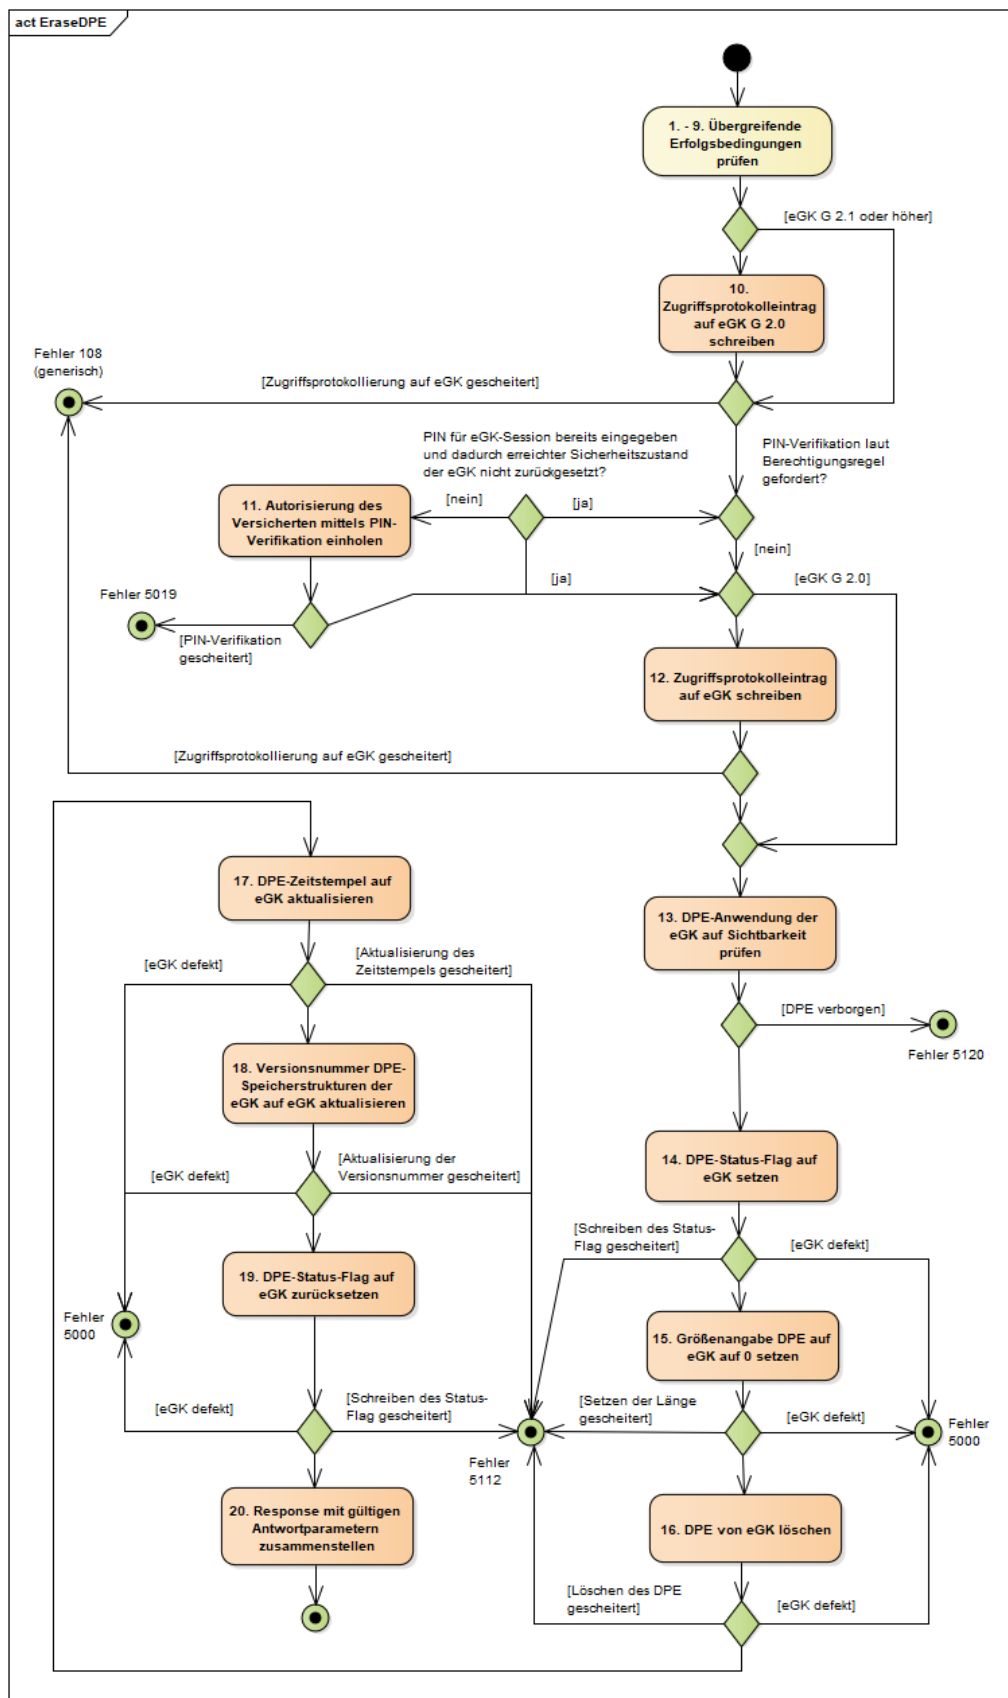 act EraseDPE
1. - 9. Übergreifende
Erfolgsbedingungen
prüfen
[eGK G 2.1 oder höher]
10.
Zugriffsprotokolleintrag
auf eGK G 2.0
schreiben
Fehler 108
(generisch)
[Zugriffsprotokollierung auf eGK gescheitert]
PIN für eGK-Session bereits eingegeben
und dadurch erreichter Sicherheitszustand
der eGK nicht zurückgesetzt?
PIN-Verifikation laut
Berechtigungsregel
gefordert?
11. Autorisierung des
Versicherten mittels PIN-
Verifikation einholen
[nein]
[ja]
[nein]
Fehler 5019
[ja]
[eGK G 2.0]
[PIN-Verifikation
gescheitert]
12. Zugriffsprotokolleintrag
auf eGK schreiben
[Zugriffsprotokollierung auf eGK gescheitert]
17. DPE-Zeitstempel auf
eGK aktualisieren
13. DPE-Anwendung der
eGK auf Sichtbarkeit
prüfen
[eGK defekt]
[Aktualisierung des
Zeitstempels gescheitert]
[DPE verborgen]
Fehler 5120
18. Versionsnummer DPE-
Speicherstrukturen der
eGK auf eGK aktualisieren
14. DPE-Status-Flag auf
eGK setzen
[eGK defekt]
[Aktualisierung der
Versionsnummer gescheitert]
[Schreiben des Status-
Flag gescheitert]
[eGK defekt]
19. DPE-Status-Flag auf
eGK zurücksetzen
Fehler
5000
15. Größenangabe DPE auf
eGK auf 0 setzen
[eGK defekt]
[Schreiben des Status-
Flag gescheitert]
[Setzen der Länge
gescheitert]
[eGK defekt]
Fehler
5000
Fehler
5112
20. Response mit gültigen
Antwortparametern
zusammenstellen
16. DPE von eGK löschen
[Löschen des DPE
gescheitert]
[eGK defekt]